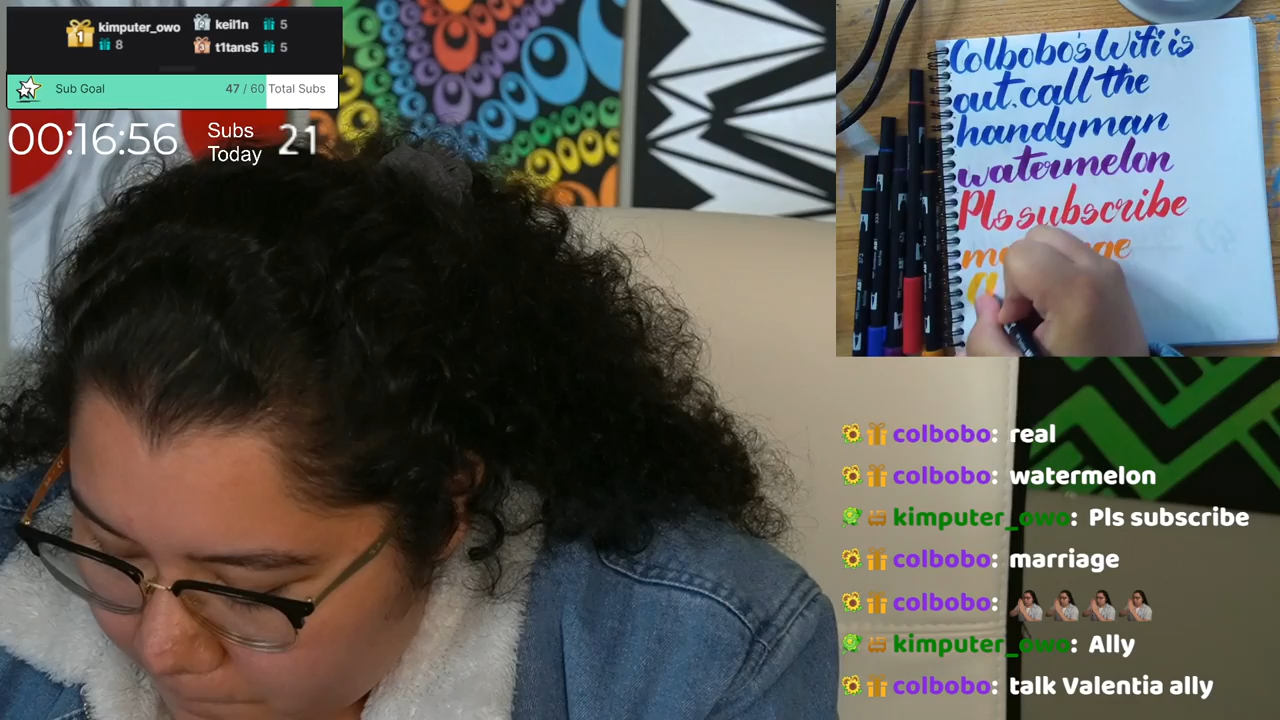 kimputer_owo
8
keil1n 5
t1tans5 5
Sub Goal 47 / 60 Total Subs
00:16:56 Subs Today 21
Colbobo's Wifi is
out. call the
handyman
watermelon
Pls subscribe
colbobo: real
colbobo: watermelon
kimputer_owo: Pls subscribe
colbobo: marriage
colbobo:
kimputer_owo: Ally
colbobo: talk Valentia ally